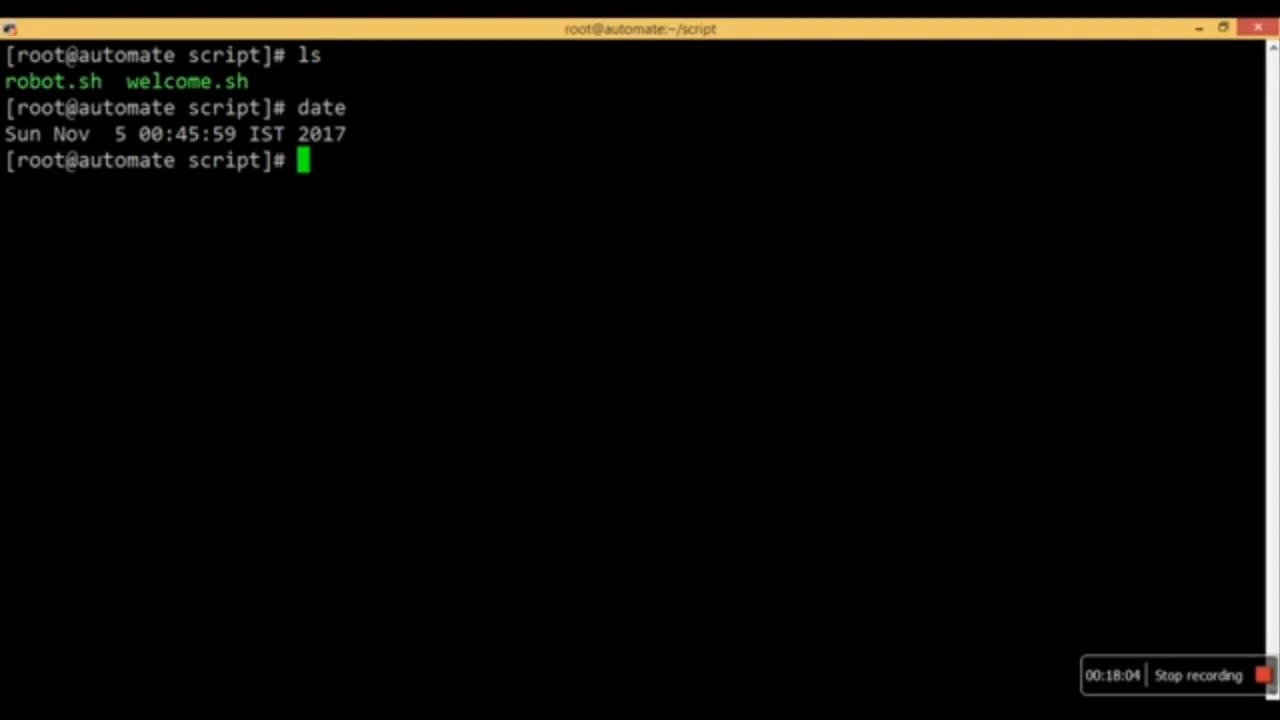 root@automate:~/script
[root@automate script]# ls
robot.sh  welcome.sh
[root@automate script]# date
Sun Nov  5 00:45:59 IST 2017
[root@automate script]#
00:18:04 Stop recording